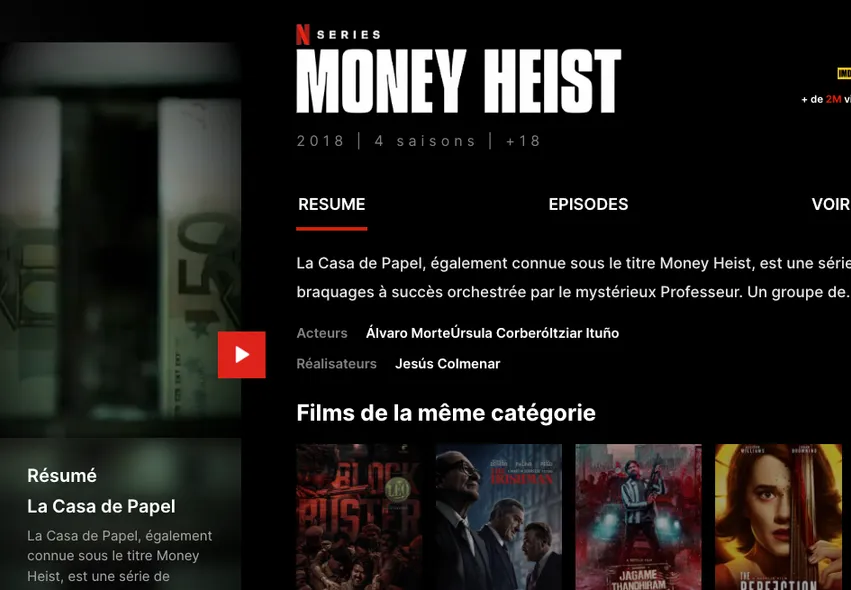 N SERIES
MONEY HEIST
IMD
+ de 2M vi
2018 | 4 saisons | +18
RESUME
EPISODES
VOIR
La Casa de Papel, également connue sous le titre Money Heist, est une série
braquages à succès orchestrée par le mystérieux Professeur. Un groupe de.
Acteurs Álvaro MorteÚrsula CorberóItziar Ituño
Réalisateurs Jesús Colmenar
Films de la même catégorie
50
Résumé
La Casa de Papel
La Casa de Papel, également
connue sous le titre Money
Heist, est une série de
BLOCK
BUSTER
IRISHMAN
JAGAME
THANDHIRAM
WILLIAMS
BROWNING
THE
PERFECTION